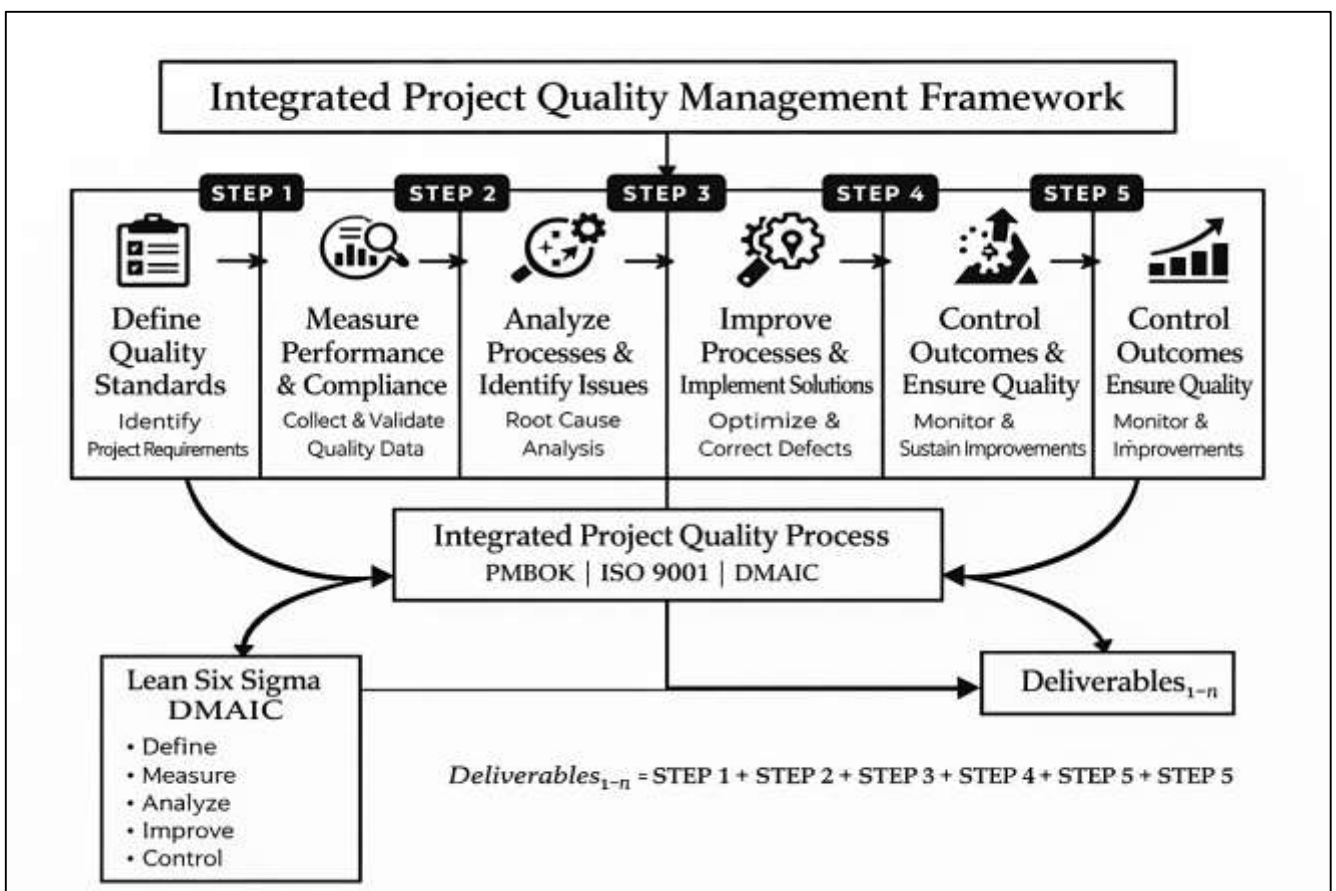 Integrated Project Quality Management Framework
STEP 1
STEP 2
STEP 3
STEP 4
STEP 5
Define
Quality
Standards
Identify
Project Requirements
Measure
Performance
& Compliance
Collect & Validate
Quality Data
Analyze
Processes &
Identify Issues
Root Cause
Analysis
Improve
Processes &
Implement Solutions
Optimize &
Correct Defects
Control
Outcomes &
Ensure Quality
Monitor &
Sustain Improvements
Control
Outcomes
Ensure Quality
Monitor &
Improvements
Integrated Project Quality Process
PMBOK | ISO 9001 | DMAIC
Lean Six Sigma
DMAIC
• Define
• Measure
• Analyze
• Improve
• Control
Deliverables₁₋ₙ
Deliverables₁₋ₙ = STEP 1 + STEP 2 + STEP 3 + STEP 4 + STEP 5 + STEP 5